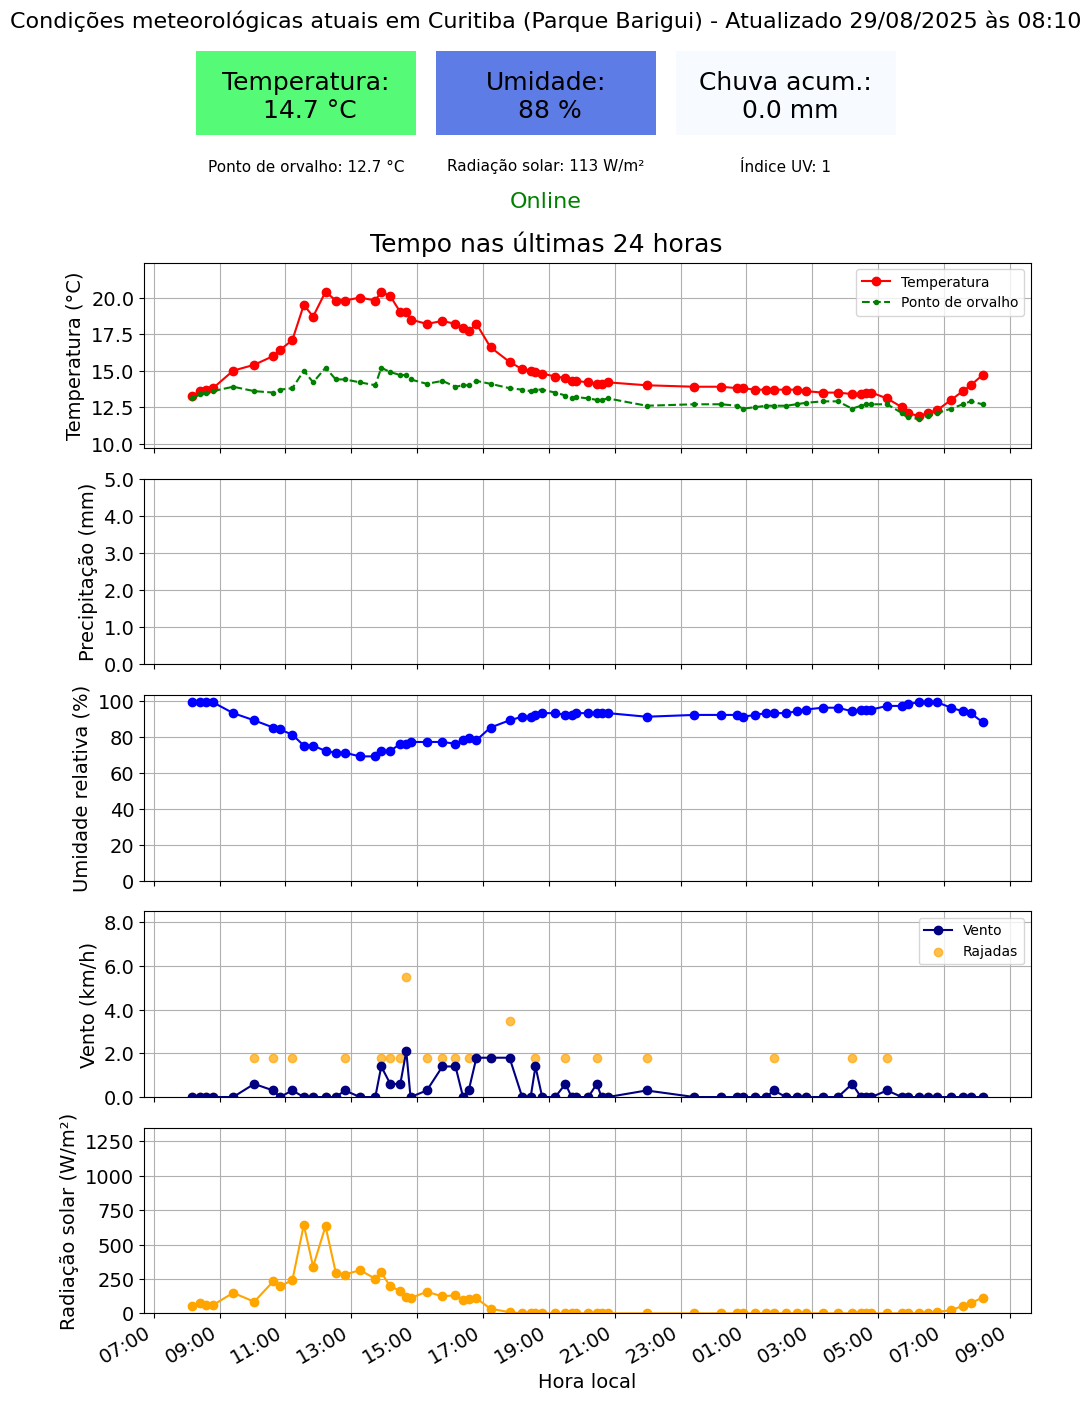 Condições meteorológicas atuais em Curitiba (Parque Barigui) - Atualizado 29/08/2025 às 08:10
Temperatura:
14.7 °C
Umidade:
88 %
Chuva acum.:
0.0 mm
Ponto de orvalho: 12.7 °C
Radiação solar: 113 W/m²
Índice UV: 1
Online
Tempo nas últimas 24 horas
Temperatura (°C)
20.0
17.5
15.0
12.5
10.0
Temperatura
Ponto de orvalho
Precipitação (mm)
5.0
4.0
3.0
2.0
1.0
0.0
Umidade relativa (%)
100
80
60
40
20
0
Vento (km/h)
8.0
6.0
4.0
2.0
0.0
Vento
Rajadas
Radiação solar (W/m²)
1250
1000
750
500
250
0
07:00
09:00
11:00
13:00
15:00
17:00
19:00
21:00
23:00
01:00
03:00
05:00
07:00
09:00
Hora local